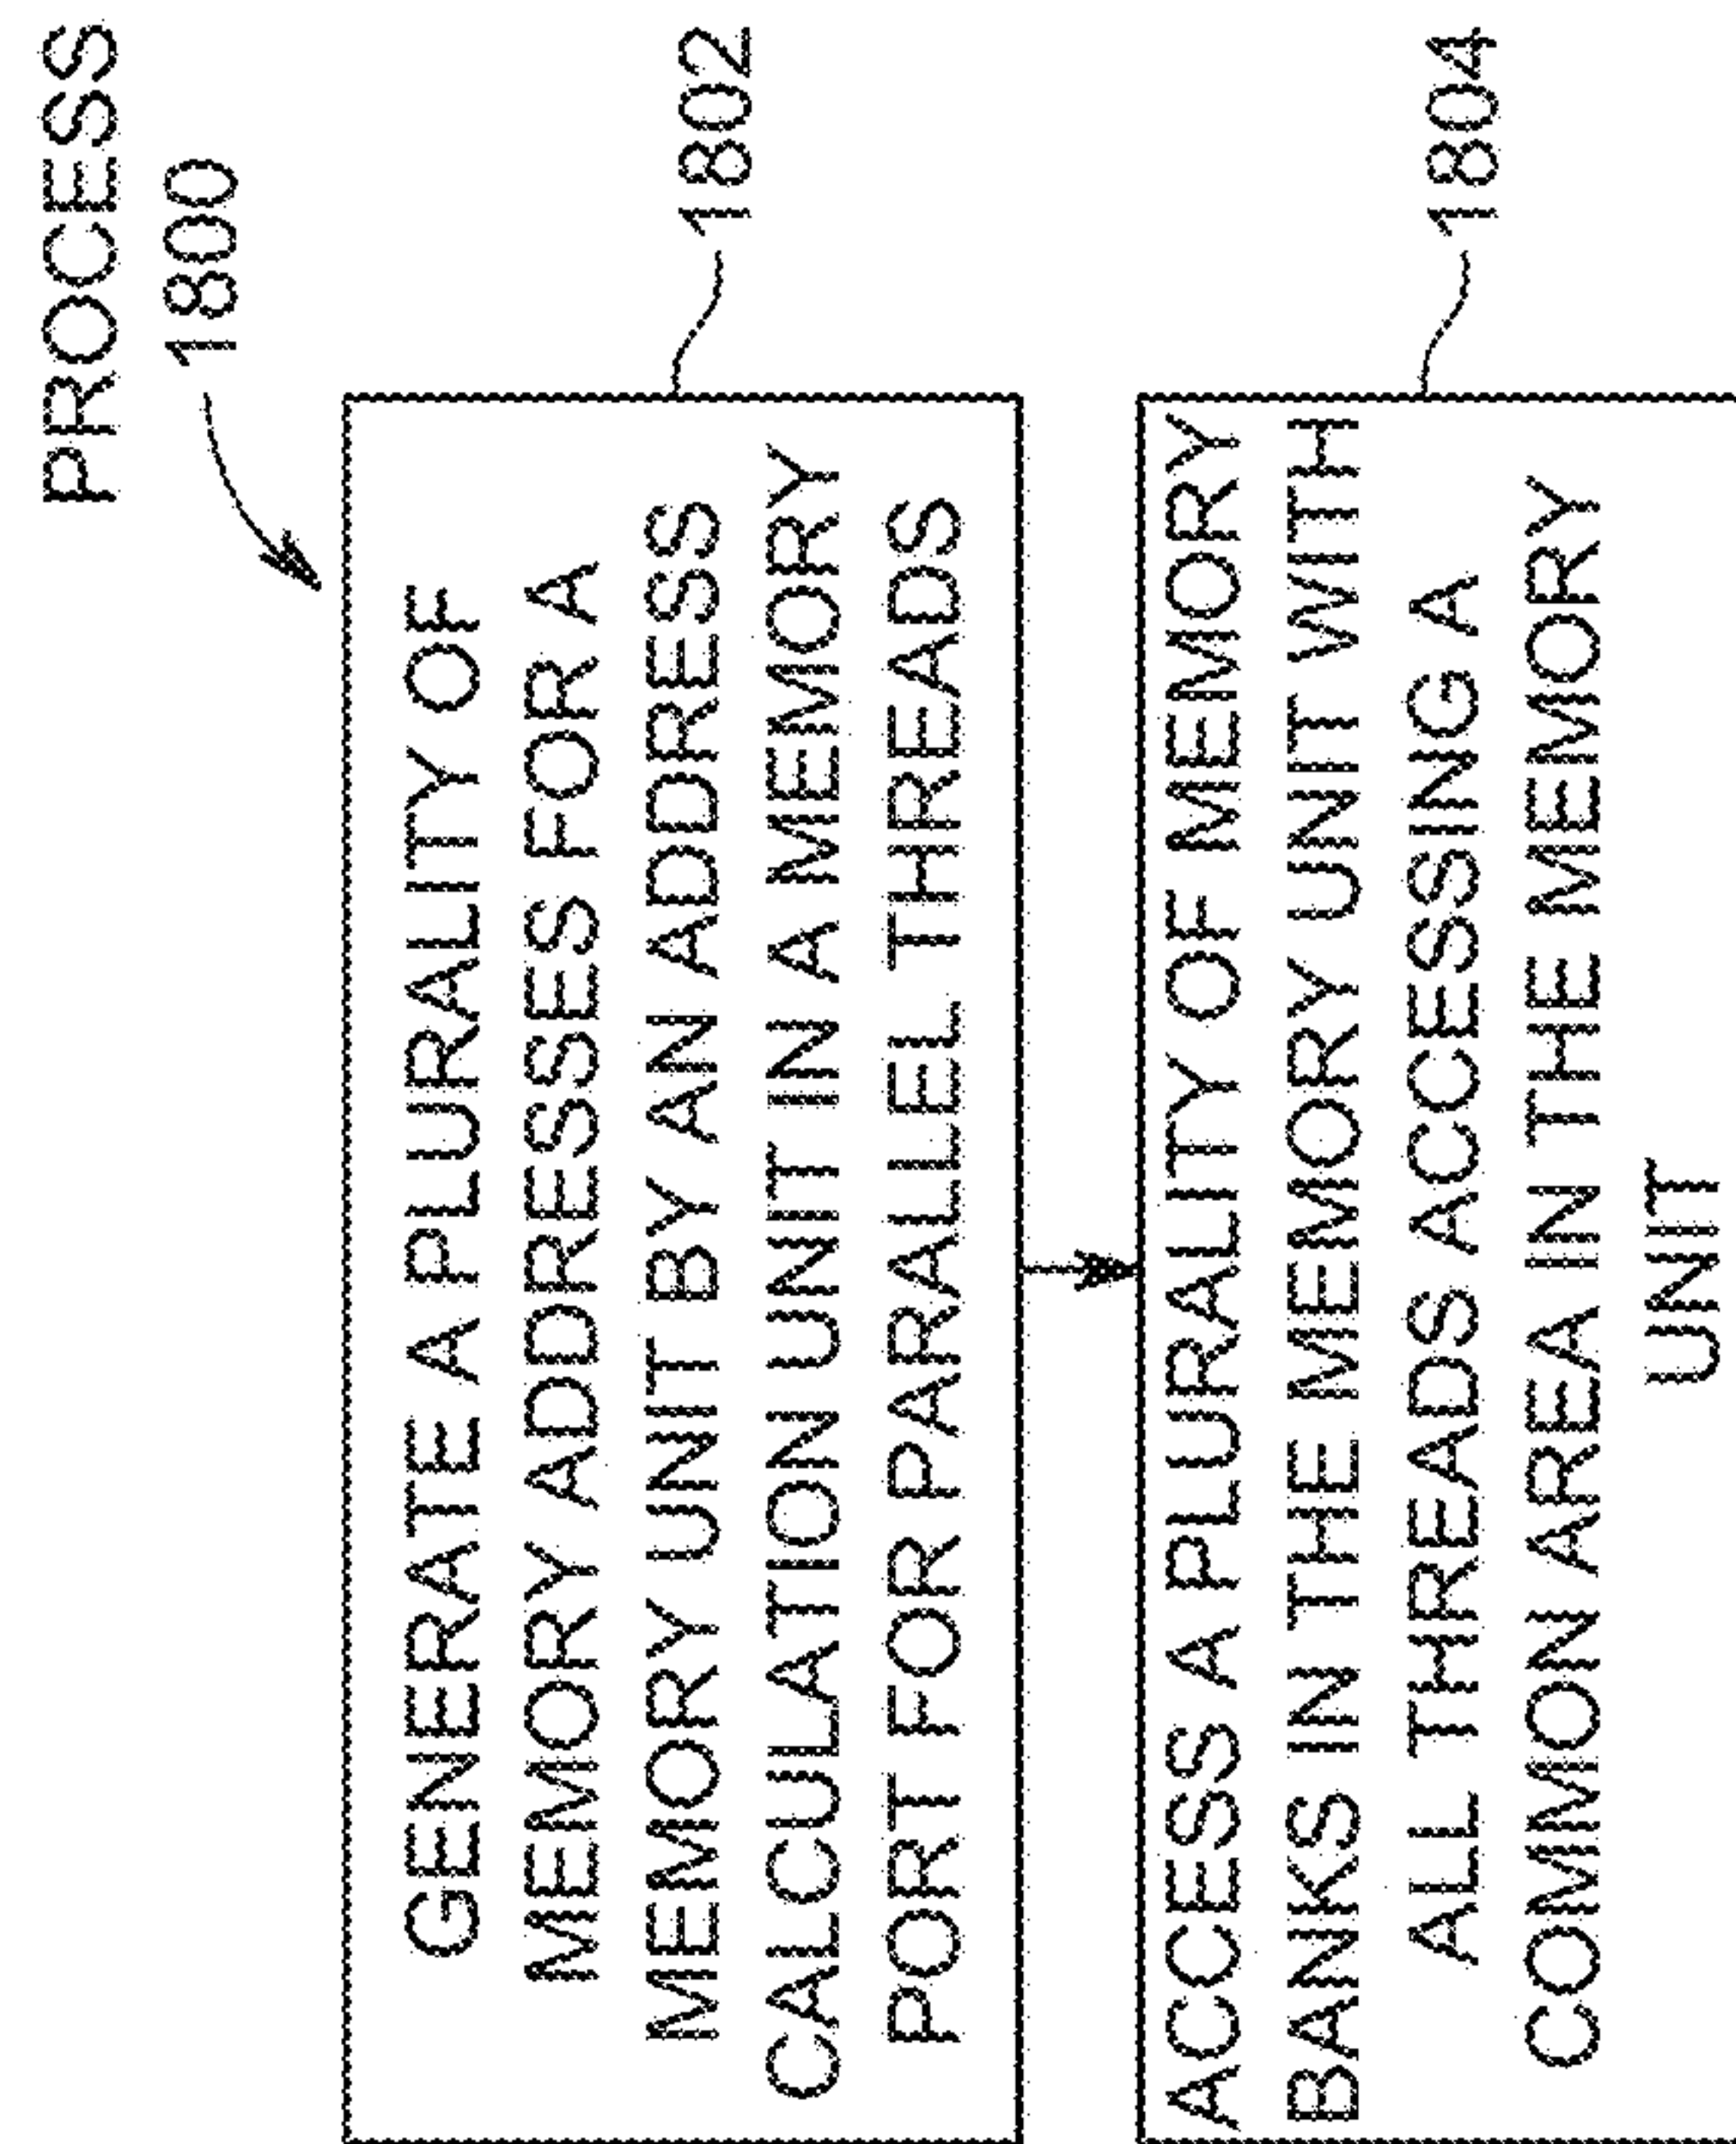 PROCESS
1800
GENERATE A PLURALITY OF
MEMORY ADDRESSES FOR A
MEMORY UNIT BY AN ADDRESS
CALCULATION UNIT IN A MEMORY
PORT FOR PARALLEL THREADS
1802
ACCESS A PLURALITY OF MEMORY
BANKS IN THE MEMORY UNIT WITH
ALL THREADS ACCESSING A
COMMON AREA IN THE MEMORY
UNIT
1804